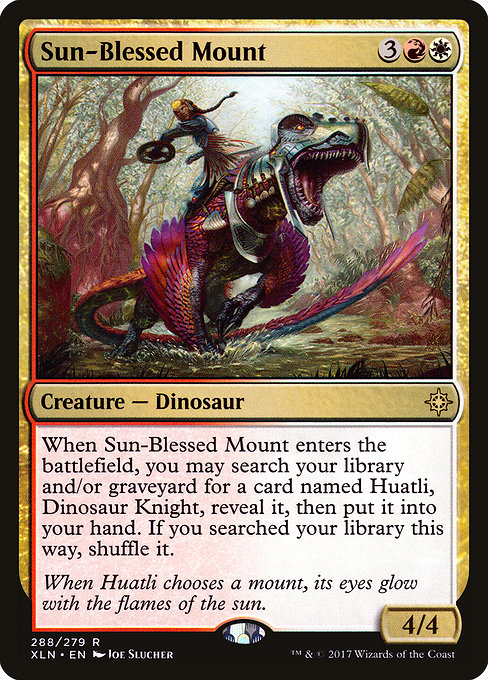 Sun-Blessed Mount 3
Creature — Dinosaur
When Sun-Blessed Mount enters the
battlefield, you may search your library
and/or graveyard for a card named Huatli,
Dinosaur Knight, reveal it, then put it into
your hand. If you searched your library this
way, shuffle it.
When Huatli chooses a mount, its eyes glow
with the flames of the sun.
4/4
288/279 R
XLN • EN Joe Slucher
™ & © 2017 Wizards of the Coast